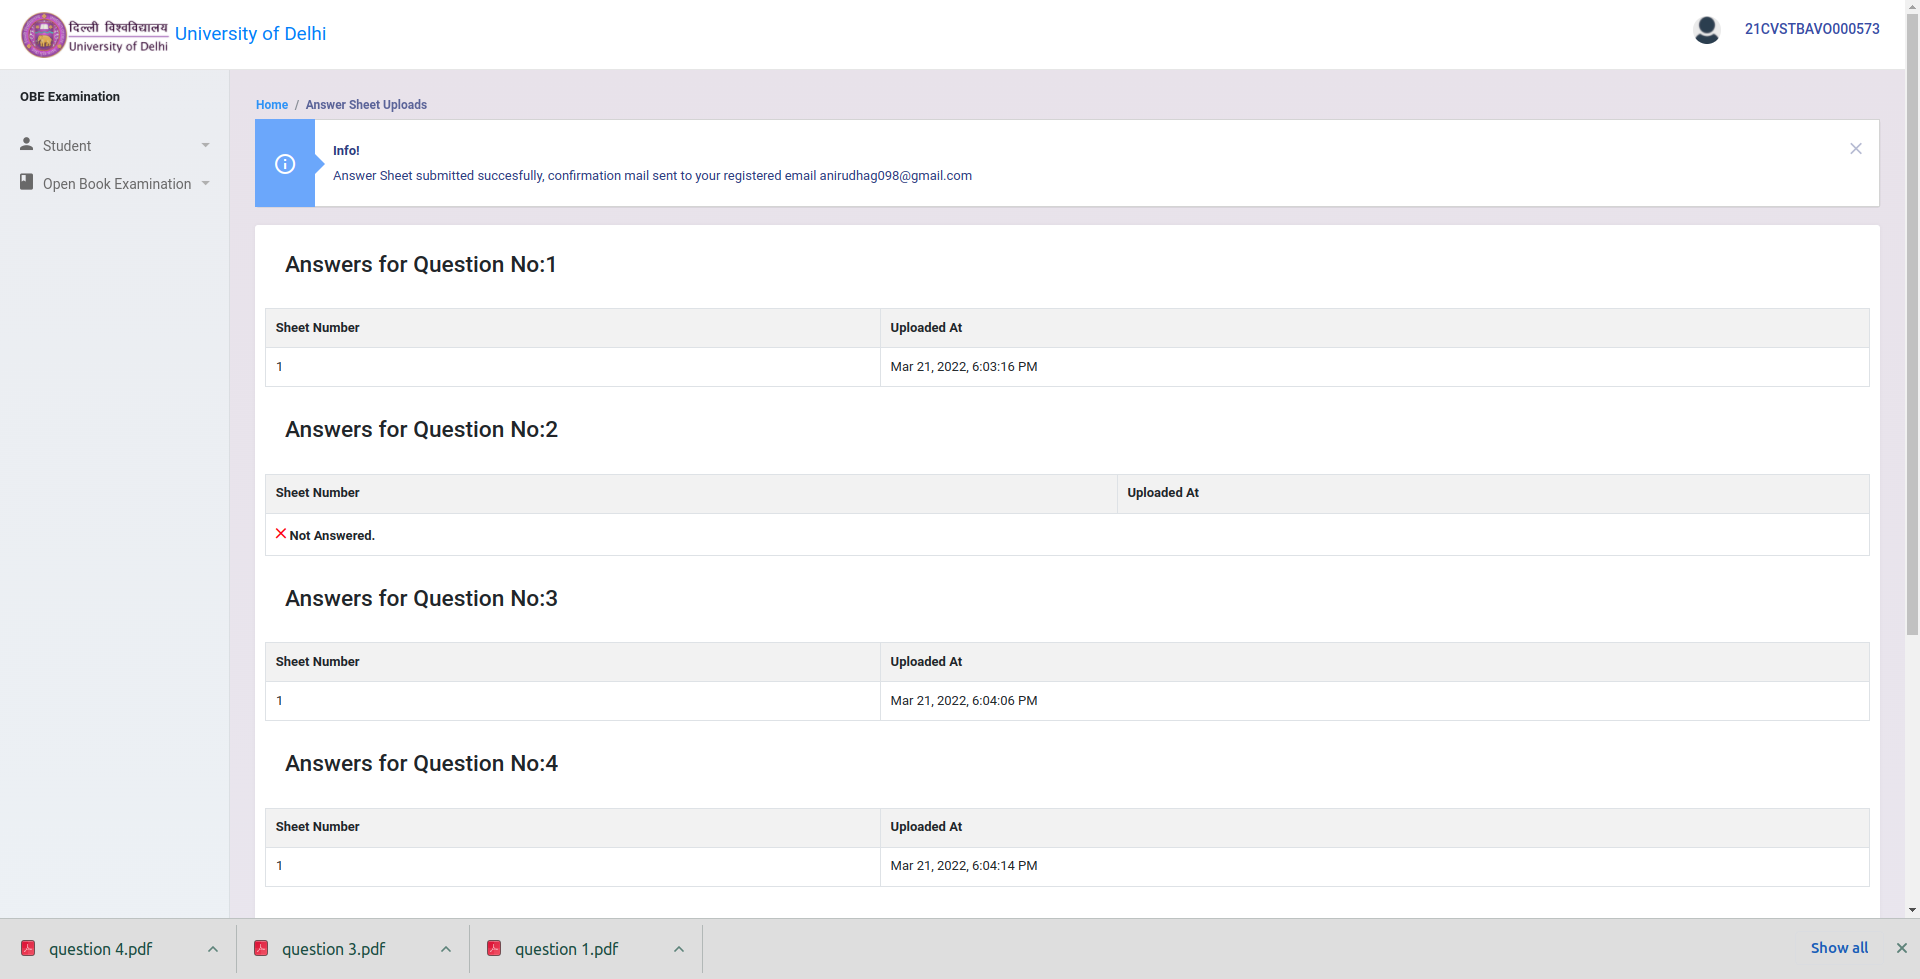 दिल्ली विश्वविद्यालय
University of Delhi
University of Delhi
21CVSTBAVO000573
OBE Examination
Student
Open Book Examination
Home / Answer Sheet Uploads
Info!
Answer Sheet submitted succesfully, confirmation mail sent to your registered email anirudhag098@gmail.com
Answers for Question No:1
Sheet Number Uploaded At
1 Mar 21, 2022, 6:03:16 PM
Answers for Question No:2
Sheet Number Uploaded At
Not Answered.
Answers for Question No:3
Sheet Number Uploaded At
1 Mar 21, 2022, 6:04:06 PM
Answers for Question No:4
Sheet Number Uploaded At
1 Mar 21, 2022, 6:04:14 PM
question 4.pdf question 3.pdf question 1.pdf Show all